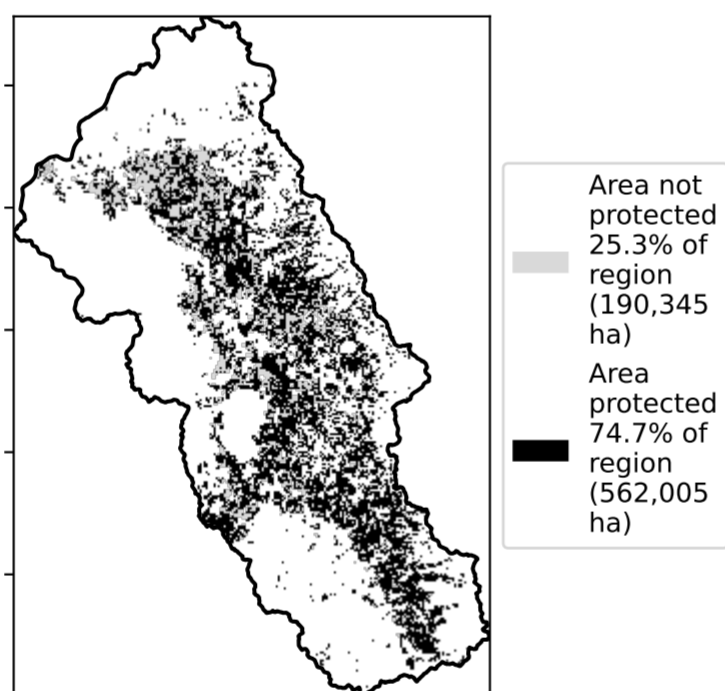 Area not
protected
25.3% of
region
(190,345
ha)
Area
protected
74.7% of
region
(562,005
ha)